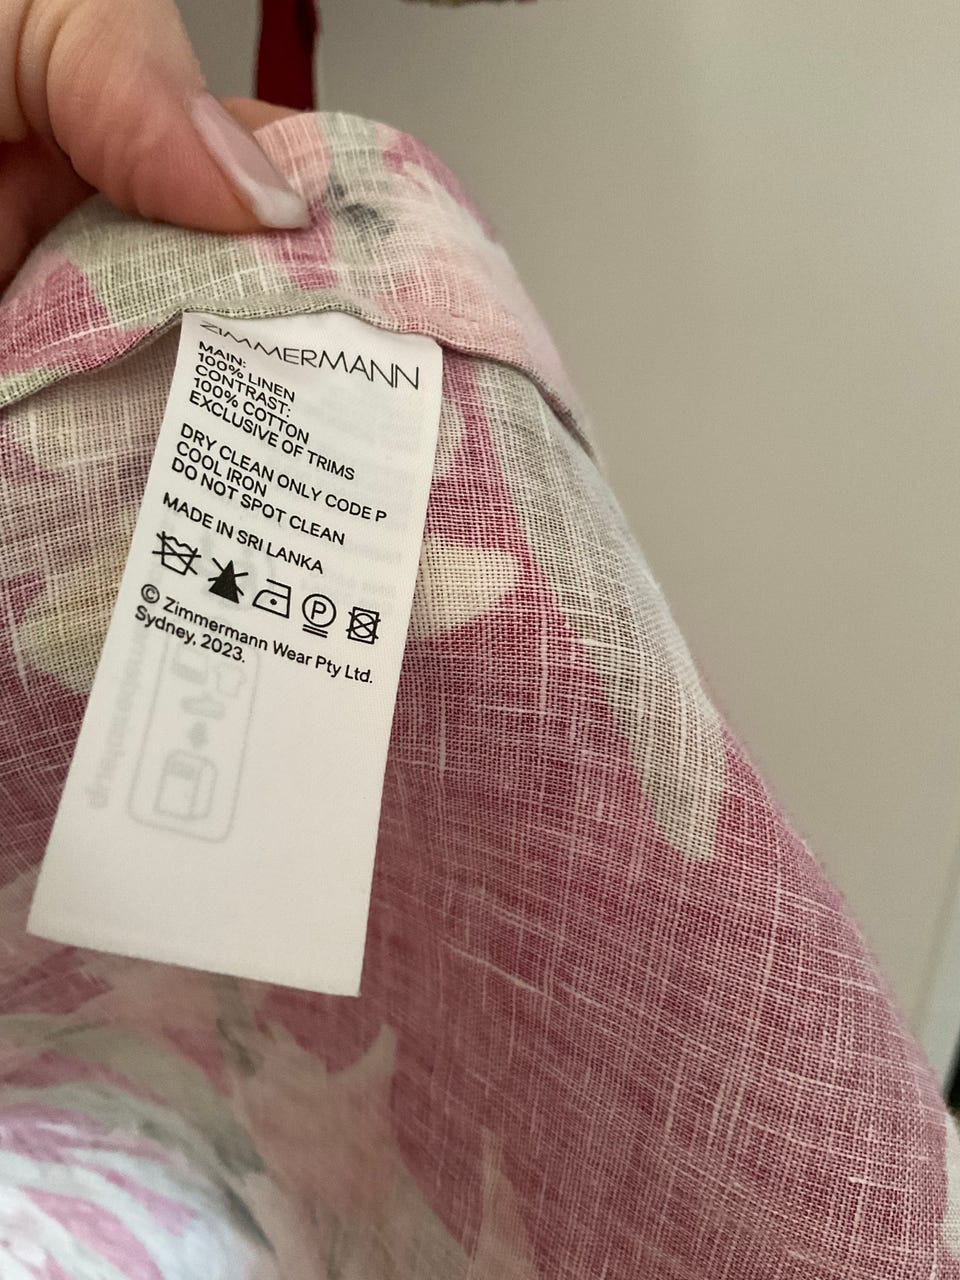 ZIMMERMANN
MAIN:
100% LINEN
CONTRAST:
100% COTTON
EXCLUSIVE OF TRIMS
DRY CLEAN ONLY CODE P
COOL IRON
DO NOT SPOT CLEAN
MADE IN SRI LANKA
P
© Zimmermann Wear Pty Ltd.
Sydney, 2023.